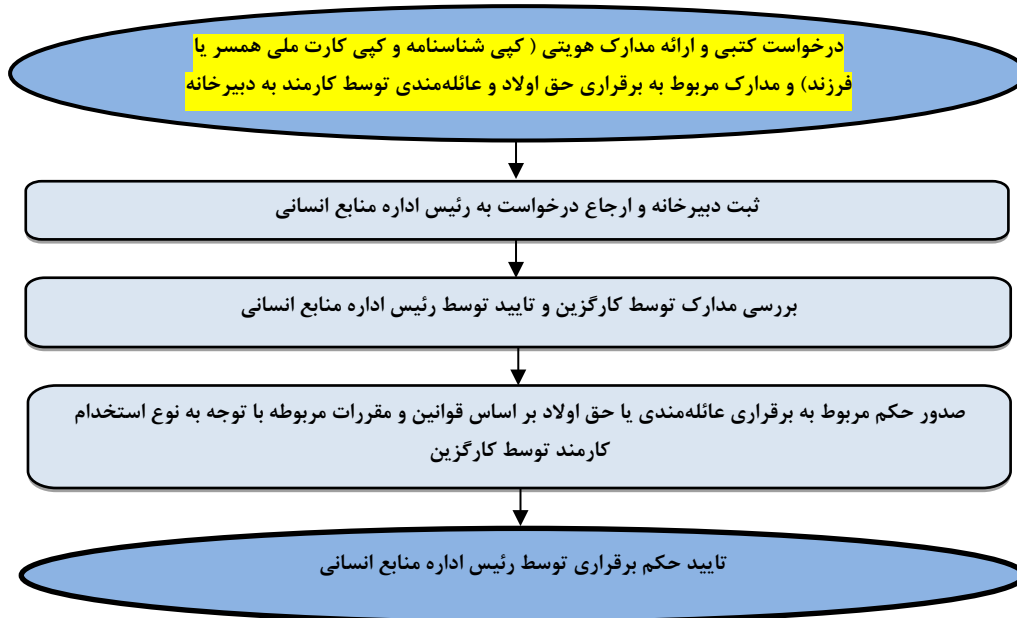 درخواست کتبی و ارائه مدارک هویتی ( کپی شناسنامه و کپی کارت ملی همسر یا
فرزند) و مدارک مربوط به برقراری حق اولاد و عائله‌مندی توسط کارمند به دبیرخانه
ثبت دبیرخانه و ارجاع درخواست به رئیس اداره منابع انسانی
بررسی مدارک توسط کارگزین و تایید توسط رئیس اداره منابع انسانی
صدور حکم مربوط به برقراری عائله‌مندی یا حق اولاد بر اساس قوانین و مقررات مربوطه با توجه به نوع استخدام
کارمند توسط کارگزین
تایید حکم برقراری توسط رئیس اداره منابع انسانی